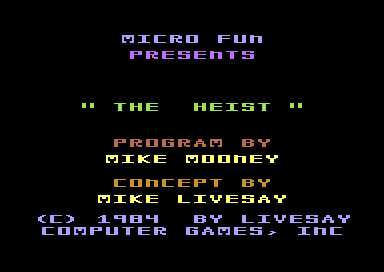 MICRO FUN
PRESENTS
" THE HEIST "
PROGRAM BY
MIKE MOONEY
CONCEPT BY
MIKE LIVESAY
(C) 1984 BY LIVESAY
COMPUTER GAMES, INC